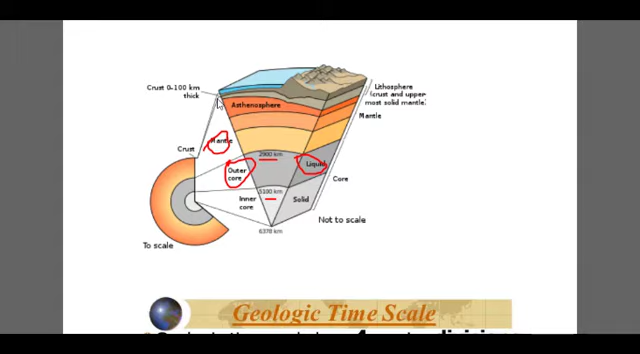 Crust 0-100 km
thick
Asthenosphere
Lithosphere
(crust and upper-
most solid mantle)
Mantle
Mantle
Crust
2900 km
Liquid
Outer
core
Core
5100 km
Inner
core
Solid
Not to scale
6378 km
To scale
Geologic Time Scale